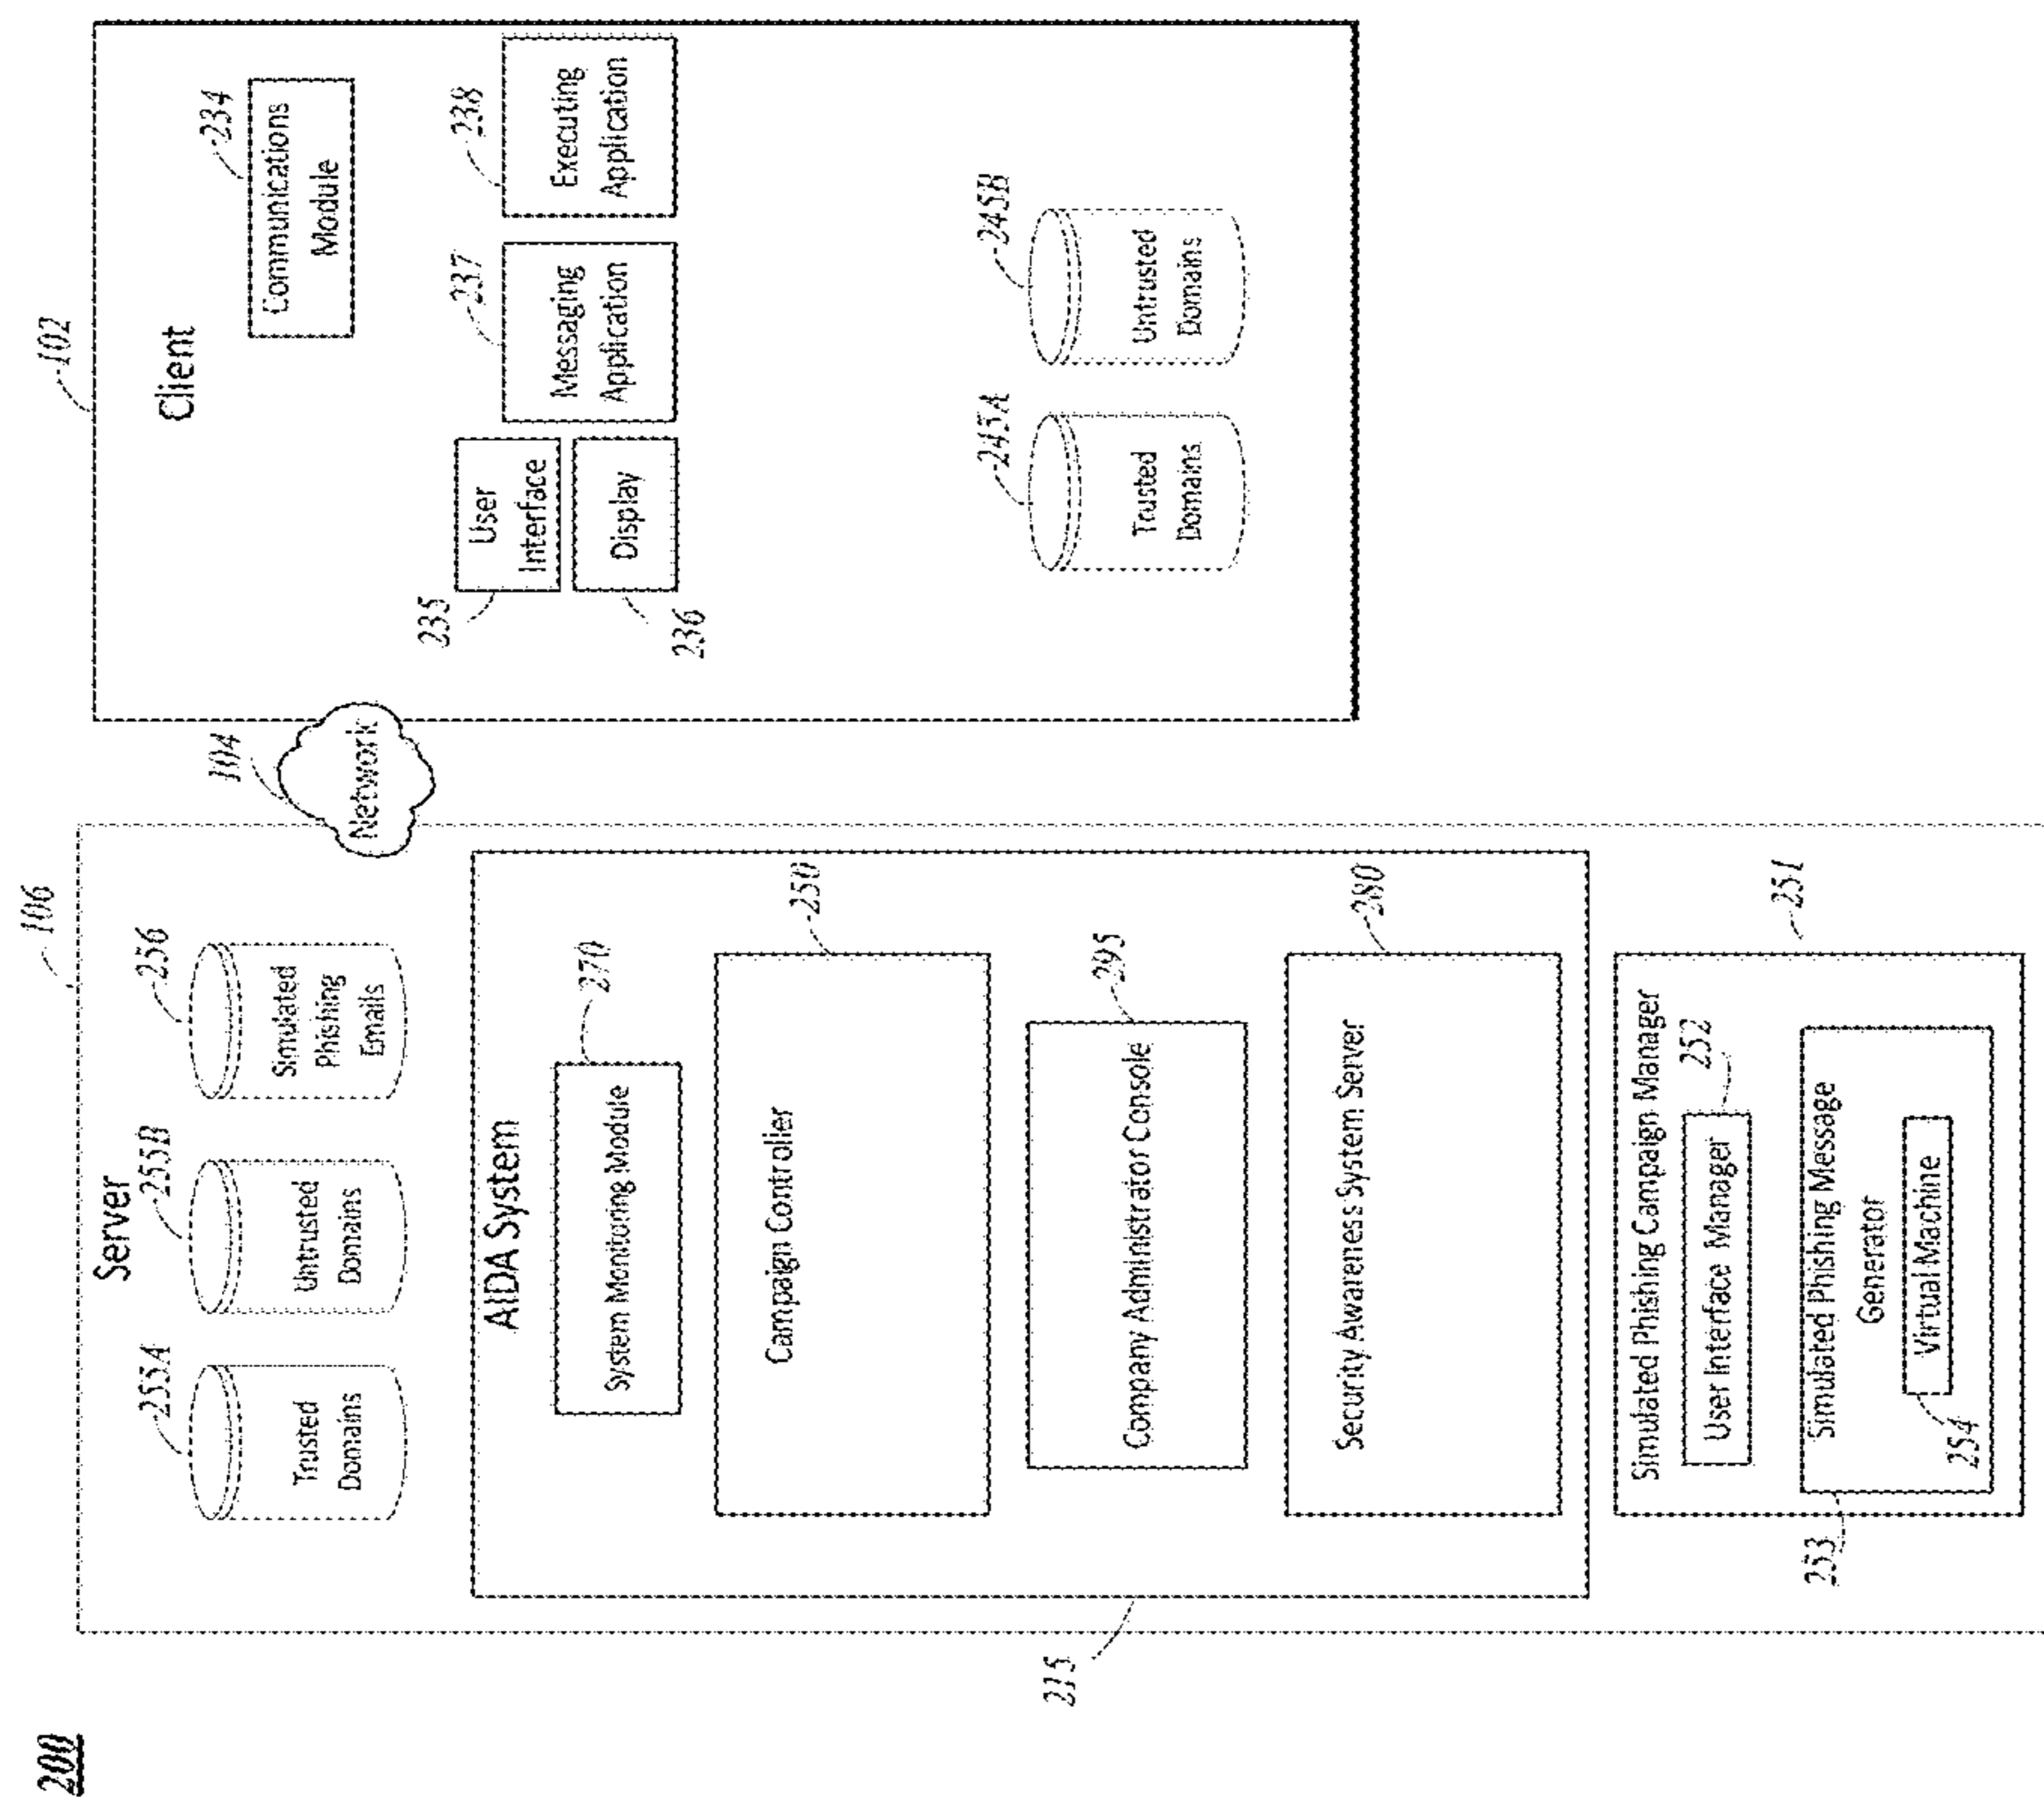 200
106
Server
255A
Trusted
Domains
255B
Untrusted
Domains
256
Simulated
Phishing
Emails
AIDA System
215
270
System Monitoring Module
250
Campaign Controller
295
Company Administrator Console
280
Security Awareness System Server
251
Simulated Phishing Campaign Manager
252
User Interface Manager
253
Simulated Phishing Message
Generator
Virtual Machine
254
104
Network
102
Client
234
Communications
Module
235
User
Interface
Display
236
237
Messaging
Application
238
Executing
Application
245A
Trusted
Domains
245B
Untrusted
Domains